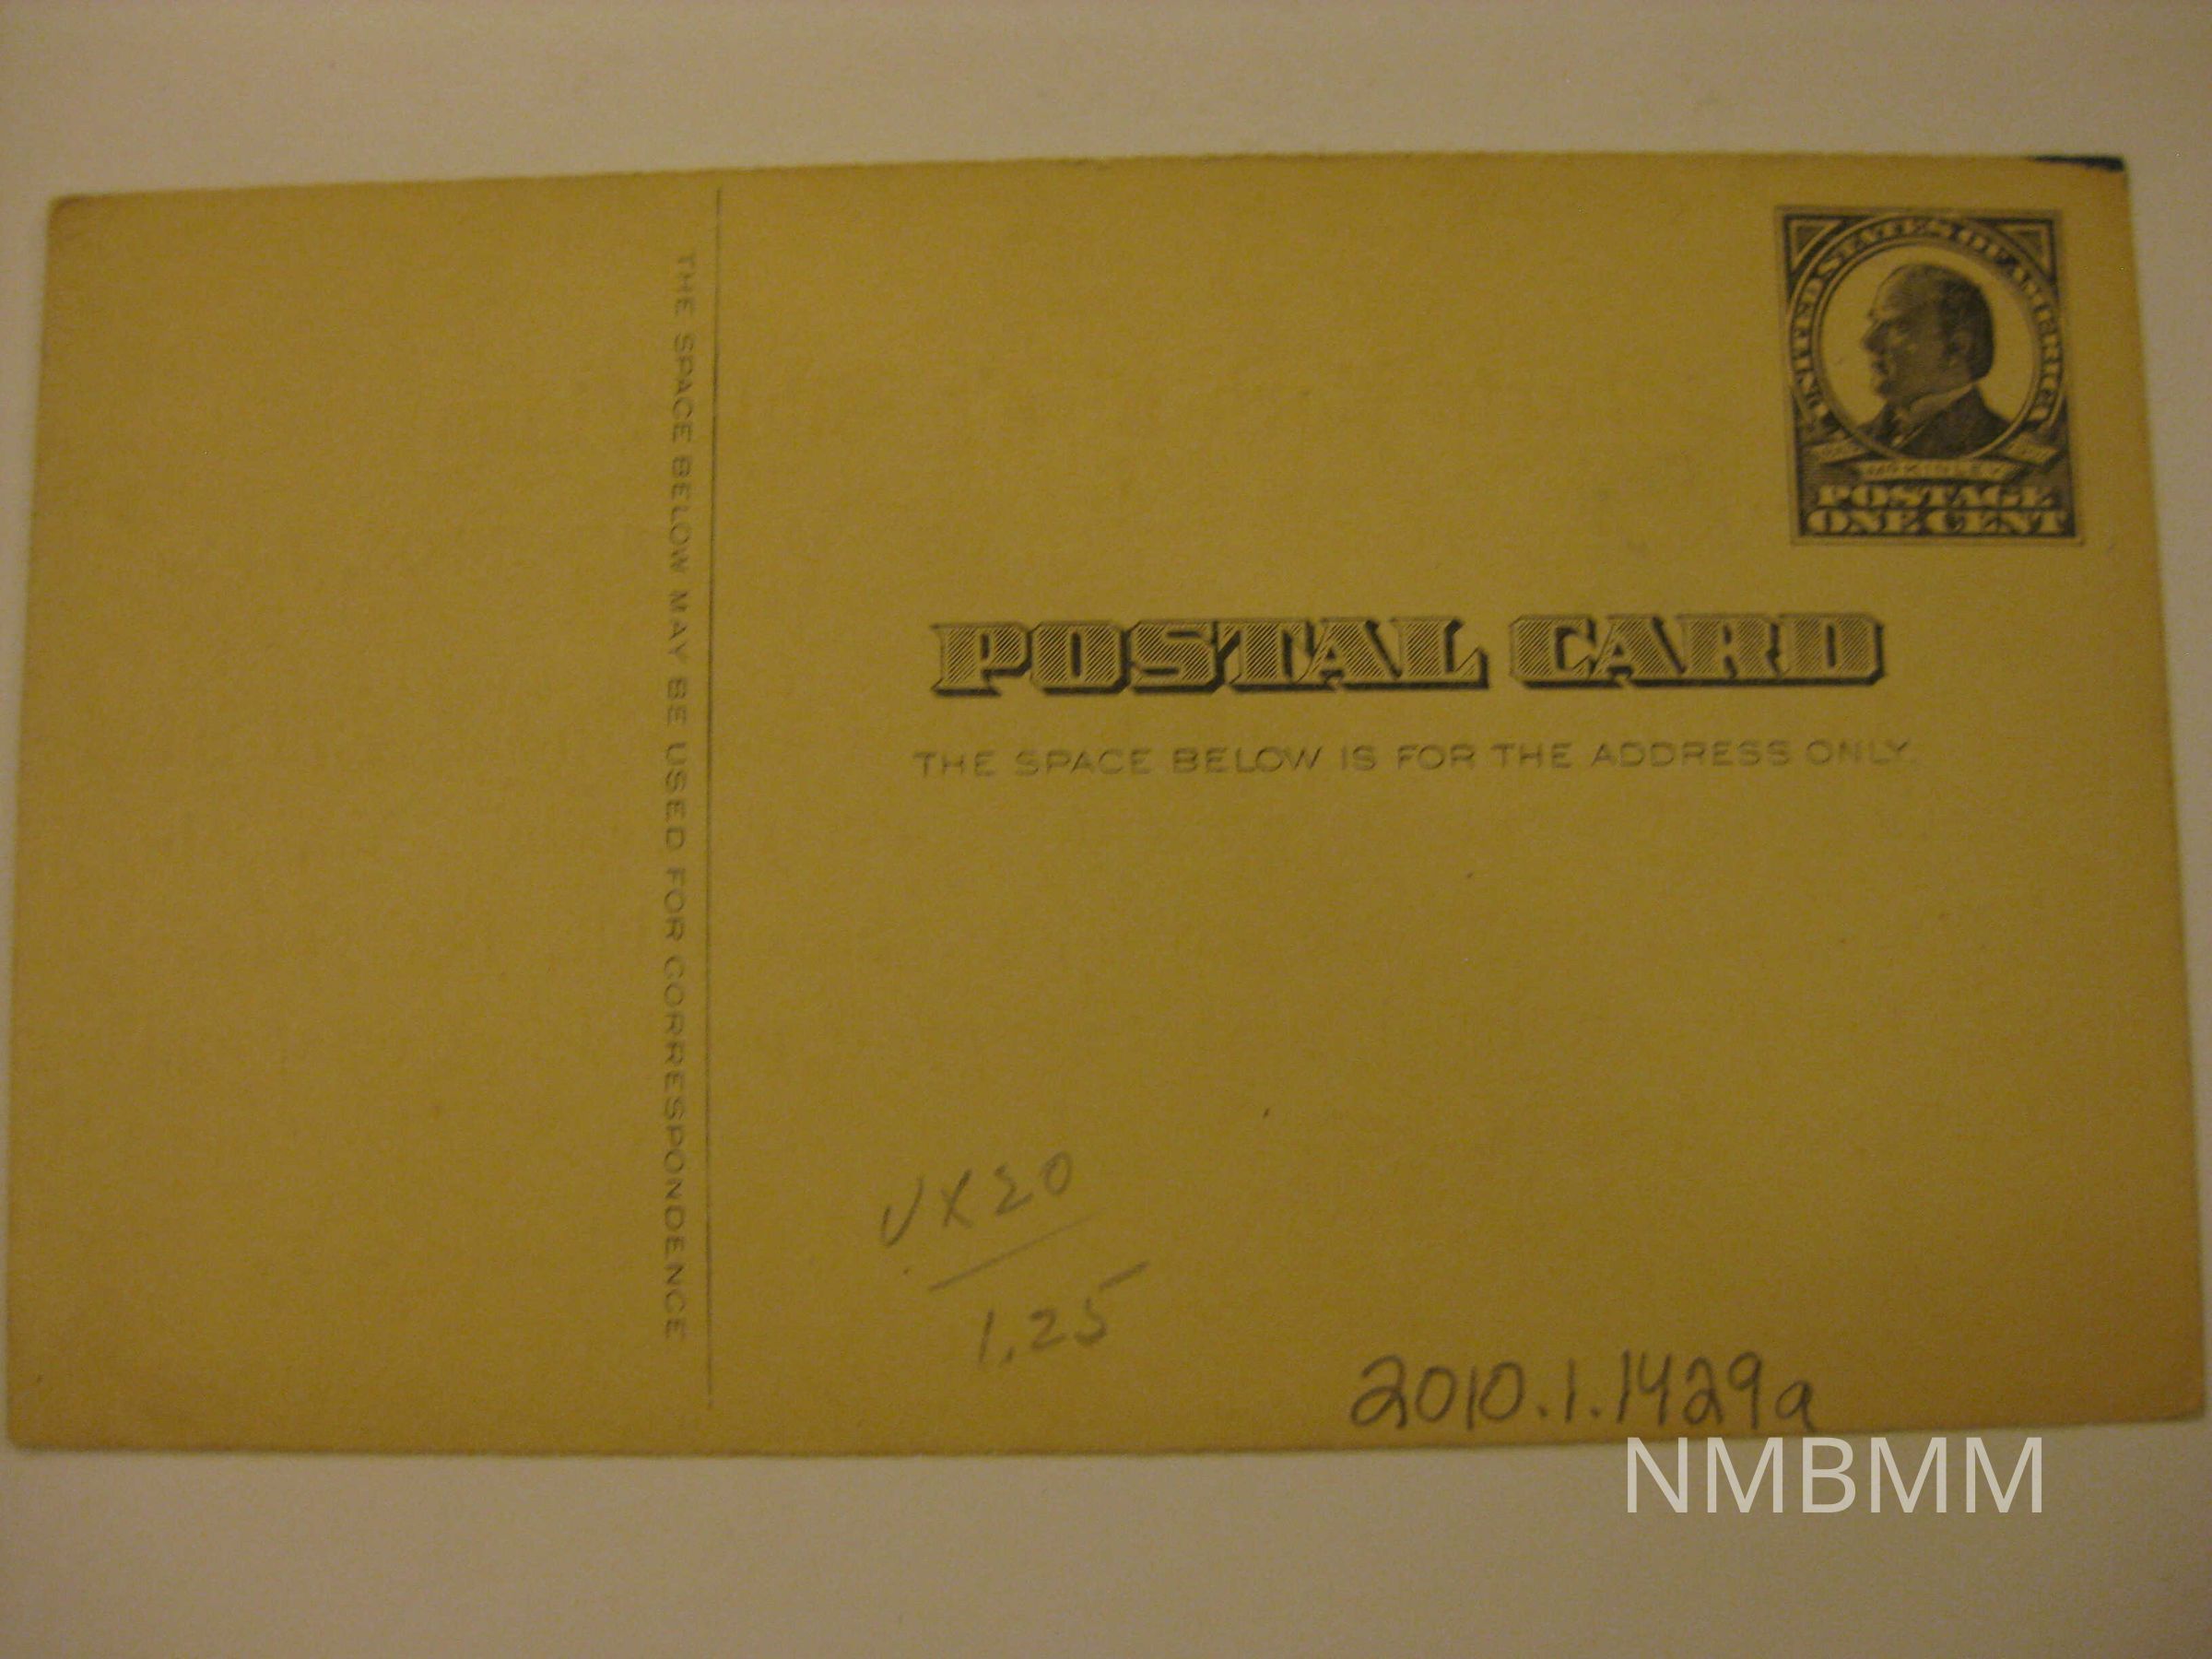 UNITED STATES OF AMERICA
McKINLEY
POSTAGE
ONE CENT
POSTAL CARD
THE SPACE BELOW IS FOR THE ADDRESS ONLY.
THE SPACE BELOW MAY BE USED FOR CORRESPONDENCE
UX20
1.25
2010.1.1429a
NMBMM